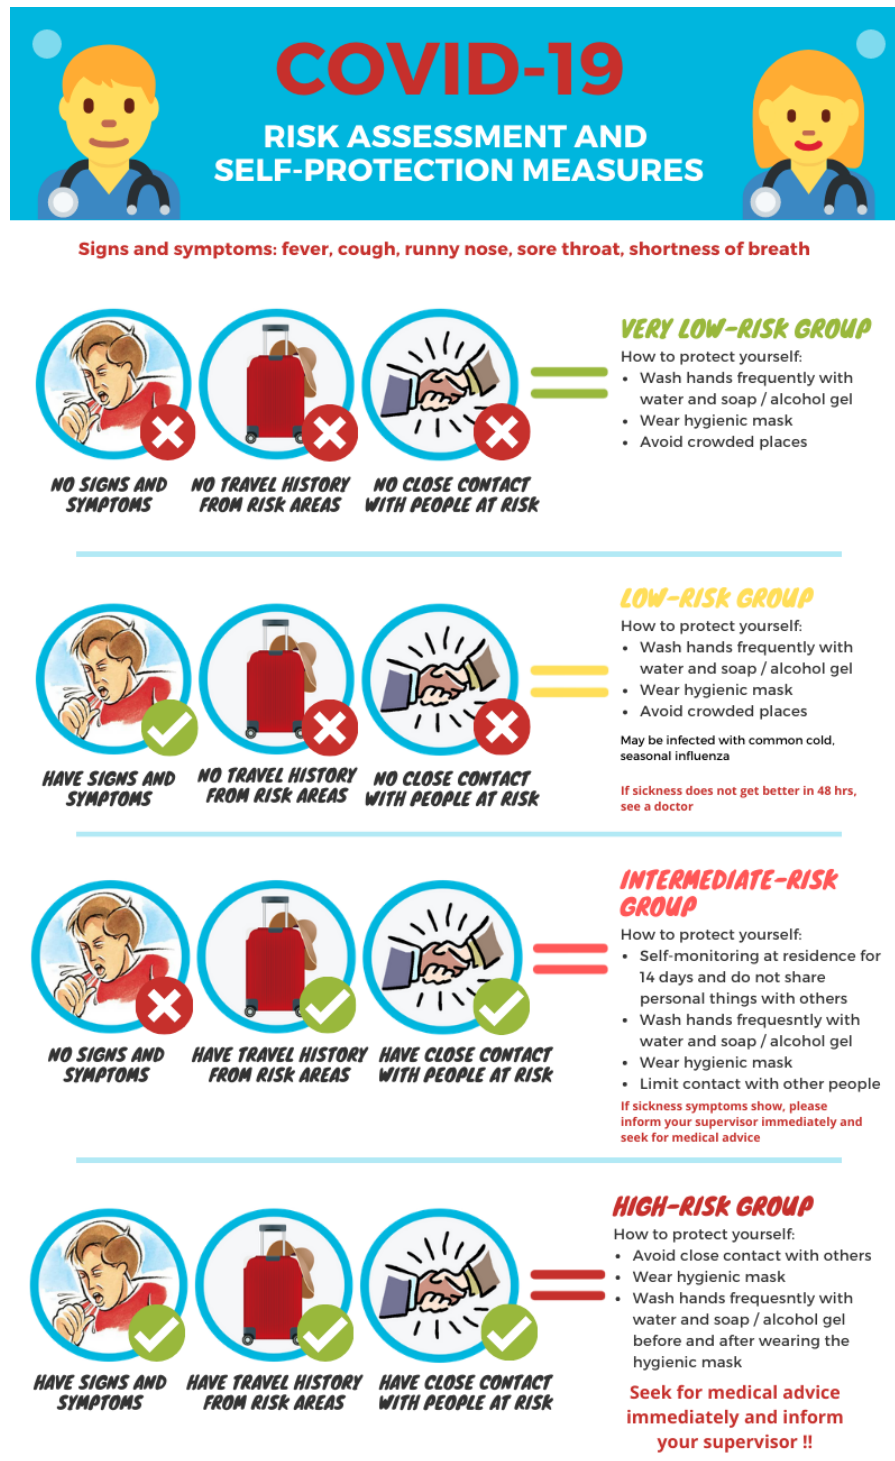 COVID-19
RISK ASSESSMENT AND
SELF-PROTECTION MEASURES
Signs and symptoms: fever, cough, runny nose, sore throat, shortness of breath
NO SIGNS AND
SYMPTOMS
NO TRAVEL HISTORY
FROM RISK AREAS
NO CLOSE CONTACT
WITH PEOPLE AT RISK
VERY LOW-RISK GROUP
How to protect yourself:
• Wash hands frequently with
water and soap / alcohol gel
• Wear hygienic mask
• Avoid crowded places
HAVE SIGNS AND
SYMPTOMS
NO TRAVEL HISTORY
FROM RISK AREAS
NO CLOSE CONTACT
WITH PEOPLE AT RISK
LOW-RISK GROUP
How to protect yourself:
• Wash hands frequently with
water and soap / alcohol gel
• Wear hygienic mask
• Avoid crowded places
May be infected with common cold,
seasonal influenza
If sickness does not get better in 48 hrs,
see a doctor
NO SIGNS AND
SYMPTOMS
HAVE TRAVEL HISTORY
FROM RISK AREAS
HAVE CLOSE CONTACT
WITH PEOPLE AT RISK
INTERMEDIATE-RISK
GROUP
How to protect yourself:
• Self-monitoring at residence for
14 days and do not share
personal things with others
• Wash hands frequesntly with
water and soap / alcohol gel
• Wear hygienic mask
• Limit contact with other people
If sickness symptoms show, please
inform your supervisor immediately and
seek for medical advice
HAVE SIGNS AND
SYMPTOMS
HAVE TRAVEL HISTORY
FROM RISK AREAS
HAVE CLOSE CONTACT
WITH PEOPLE AT RISK
HIGH-RISK GROUP
How to protect yourself:
• Avoid close contact with others
• Wear hygienic mask
• Wash hands frequesntly with
water and soap / alcohol gel
before and after wearing the
hygienic mask
Seek for medical advice
immediately and inform
your supervisor !!